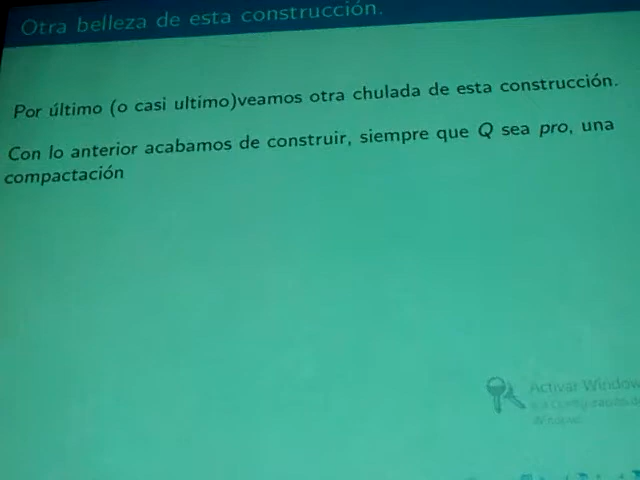 Otra belleza de esta construcción.
Por último (o casi ultimo)veamos otra chulada de esta construcción.
Con lo anterior acabamos de construir, siempre que Q sea pro, una
compactación
Activar Window